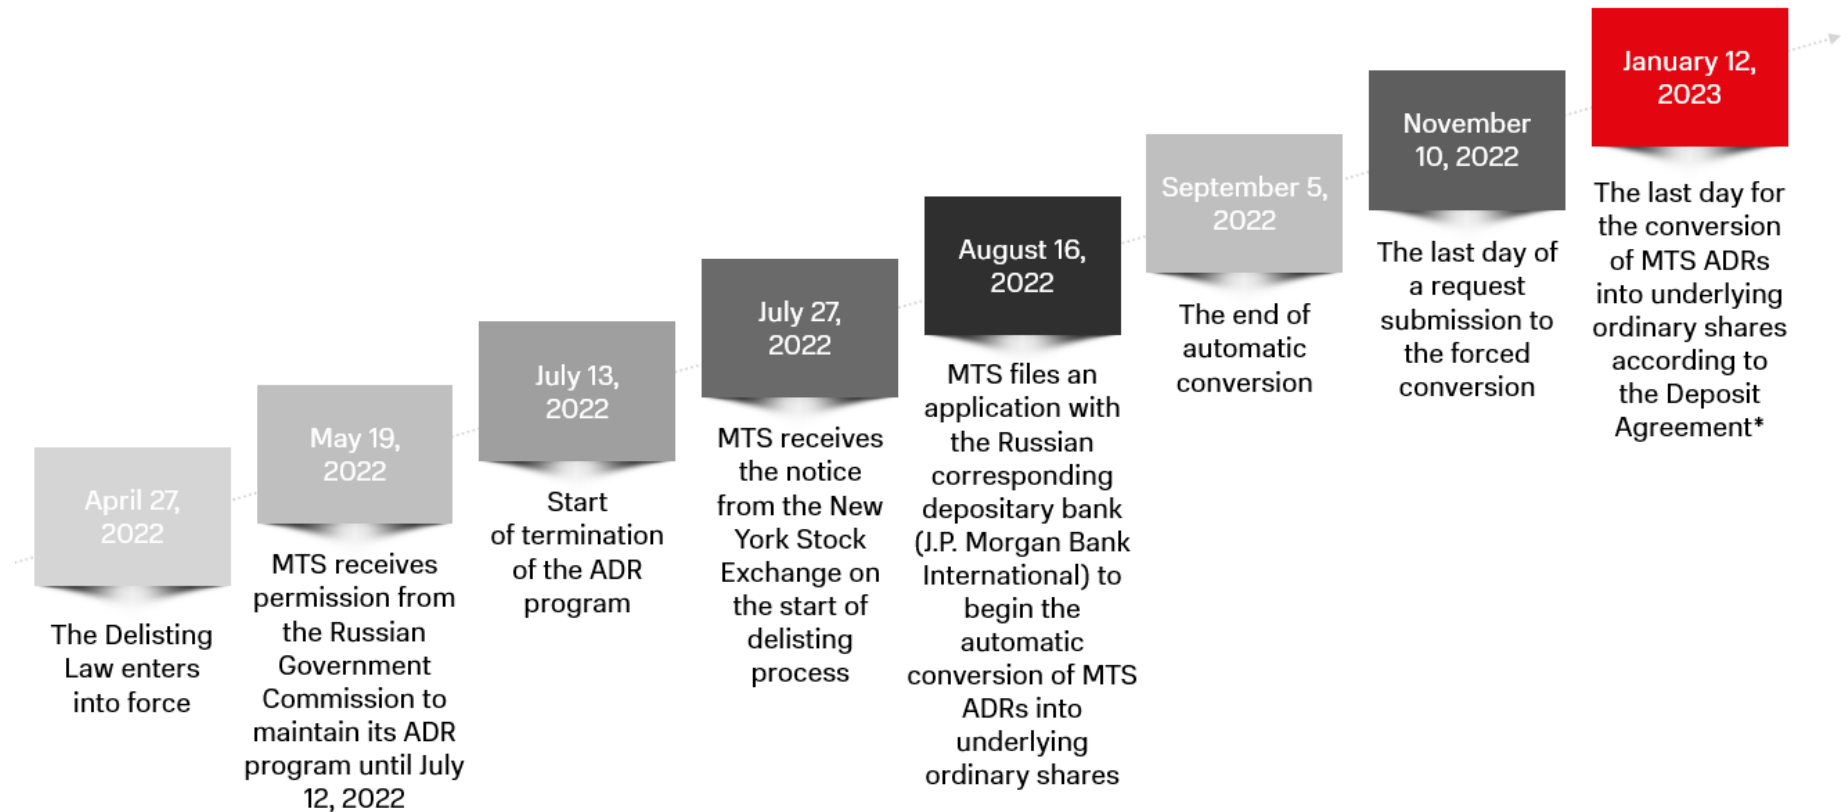 April 27,
2022
The Delisting
Law enters
into force
May 19,
2022
MTS receives
permission from
the Russian
Government
Commission to
maintain its ADR
program until July
12, 2022
July 13,
2022
Start
of termination
of the ADR
program
July 27,
2022
MTS receives
the notice
from the New
York Stock
Exchange on
the start of
delisting
process
August 16,
2022
MTS files an
application with
the Russian
corresponding
depositary bank
(J.P. Morgan Bank
International) to
begin the
automatic
conversion of MTS
ADRs into
underlying
ordinary shares
September 5,
2022
The end of
automatic
conversion
November
10, 2022
The last day of
a request
submission to
the forced
conversion
January 12,
2023
The last day for
the conversion
of MTS ADRs
into underlying
ordinary shares
according to
the Deposit
Agreement*